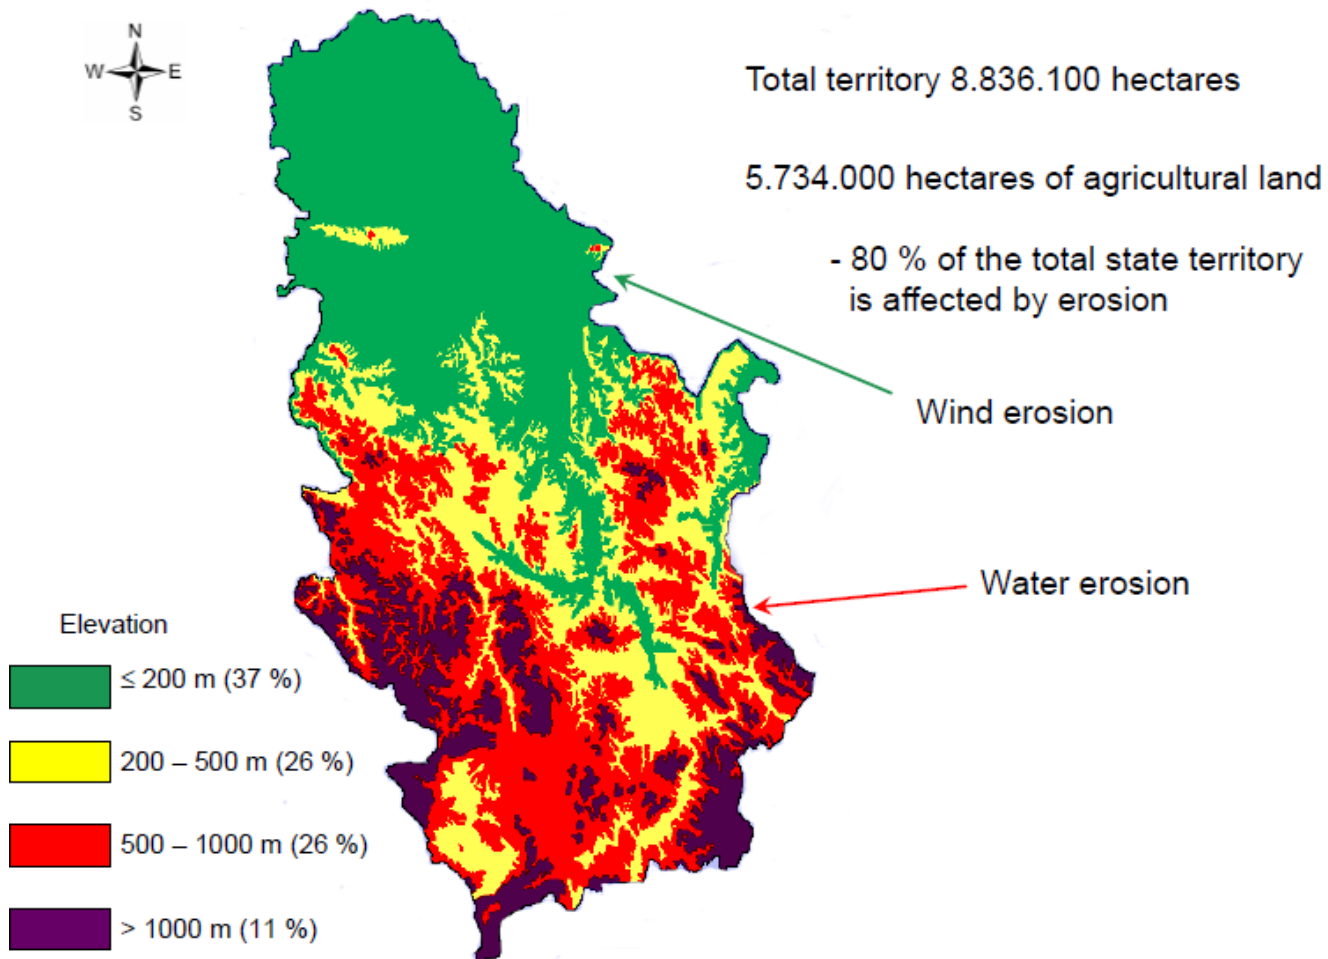 N
W E
S
Total territory 8.836.100 hectares
5.734.000 hectares of agricultural land
- 80 % of the total state territory
is affected by erosion
Wind erosion
Water erosion
Elevation
≤ 200 m (37 %)
200 – 500 m (26 %)
500 – 1000 m (26 %)
> 1000 m (11 %)